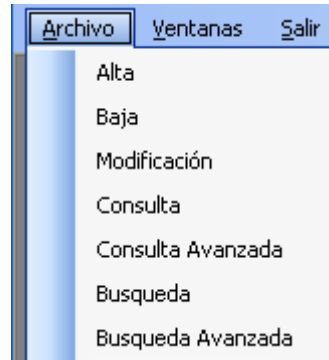 Archivo Ventanas Salir
Alta
Baja
Modificación
Consulta
Consulta Avanzada
Busqueda
Busqueda Avanzada